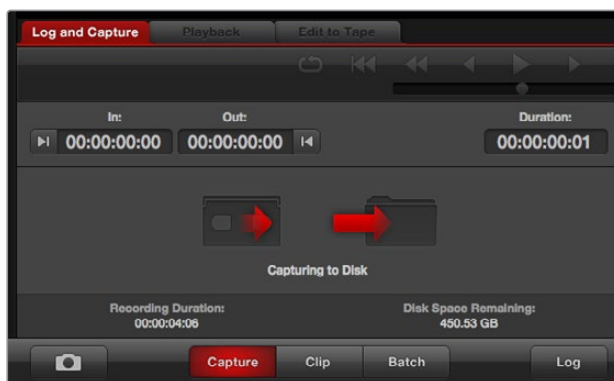 Log and Capture Playback Edit to Tape
In: Out: Duration:
00:00:00:00 00:00:00:00 00:00:00:01
Capturing to Disk
Recording Duration: Disk Space Remaining:
00:00:04:06 450.53 GB
Capture Clip Batch Log